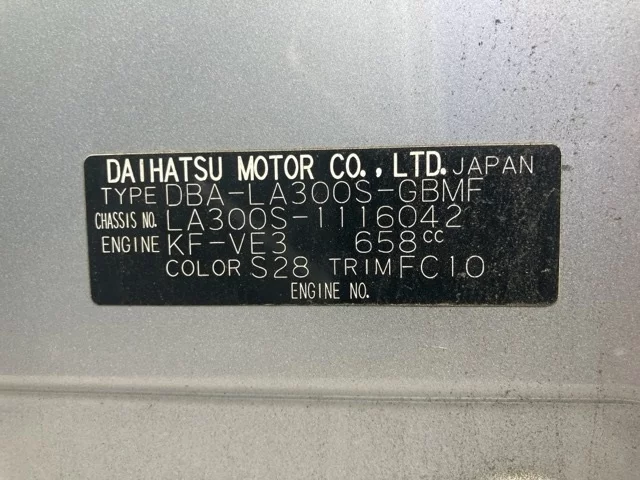 DAIHATSU MOTOR CO., LTD. JAPAN
TYPE DBA-LA300S-GBMF
CHASSIS NO. LA300S-1116042
ENGINE KF-VE3 658cc
COLOR S28 TRIM FC10
ENGINE NO.